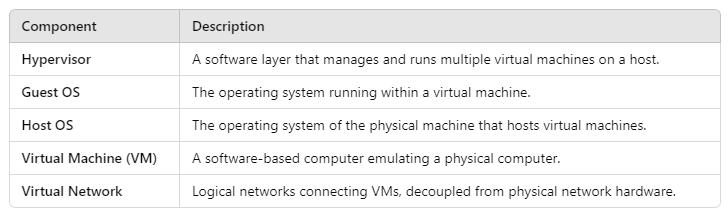 Component Description
Hypervisor A software layer that manages and runs multiple virtual machines on a host.
Guest OS The operating system running within a virtual machine.
Host OS The operating system of the physical machine that hosts virtual machines.
Virtual Machine (VM) A software-based computer emulating a physical computer.
Virtual Network Logical networks connecting VMs, decoupled from physical network hardware.